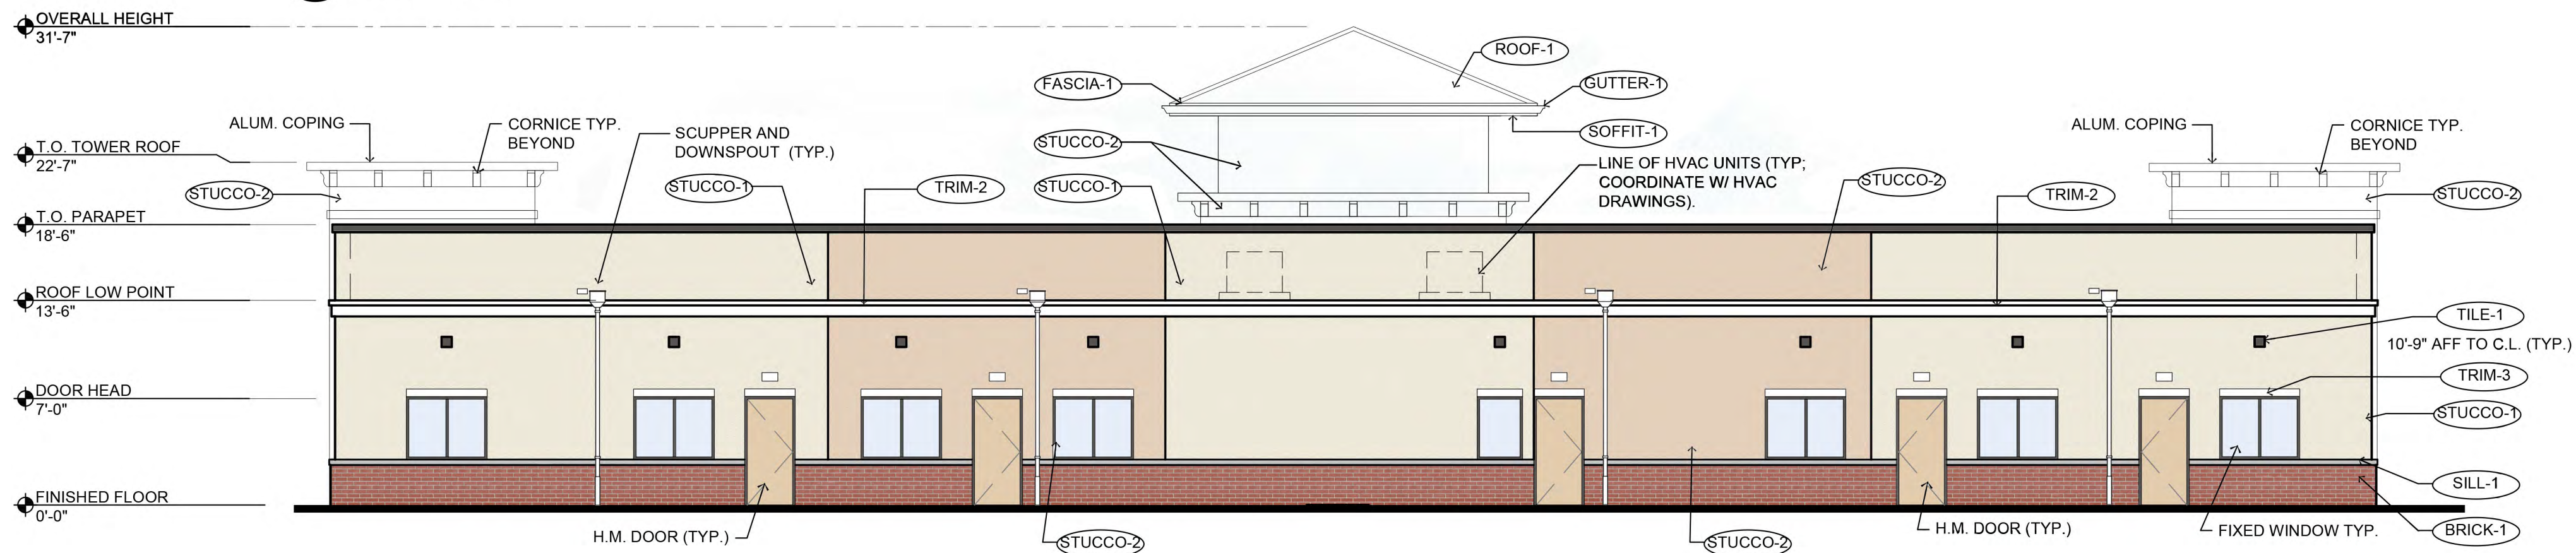 OVERALL HEIGHT
31'-7"
ROOF-1
FASCIA-1
GUTTER-1
ALUM. COPING
CORNICE TYP.
BEYOND
SCUPPER AND
DOWNSPOUT (TYP.)
SOFFIT-1
ALUM. COPING
CORNICE TYP.
BEYOND
T.O. TOWER ROOF
22'-7"
STUCCO-2
LINE OF HVAC UNITS (TYP;
COORDINATE W/ HVAC
DRAWINGS).
STUCCO-2
STUCCO-1
TRIM-2
STUCCO-1
STUCCO-2
TRIM-2
STUCCO-2
T.O. PARAPET
18'-6"
ROOF LOW POINT
13'-6"
TILE-1
10'-9" AFF TO C.L. (TYP.)
TRIM-3
DOOR HEAD
7'-0"
STUCCO-1
SILL-1
FINISHED FLOOR
0'-0"
H.M. DOOR (TYP.)
STUCCO-2
STUCCO-2
H.M. DOOR (TYP.)
FIXED WINDOW TYP.
BRICK-1